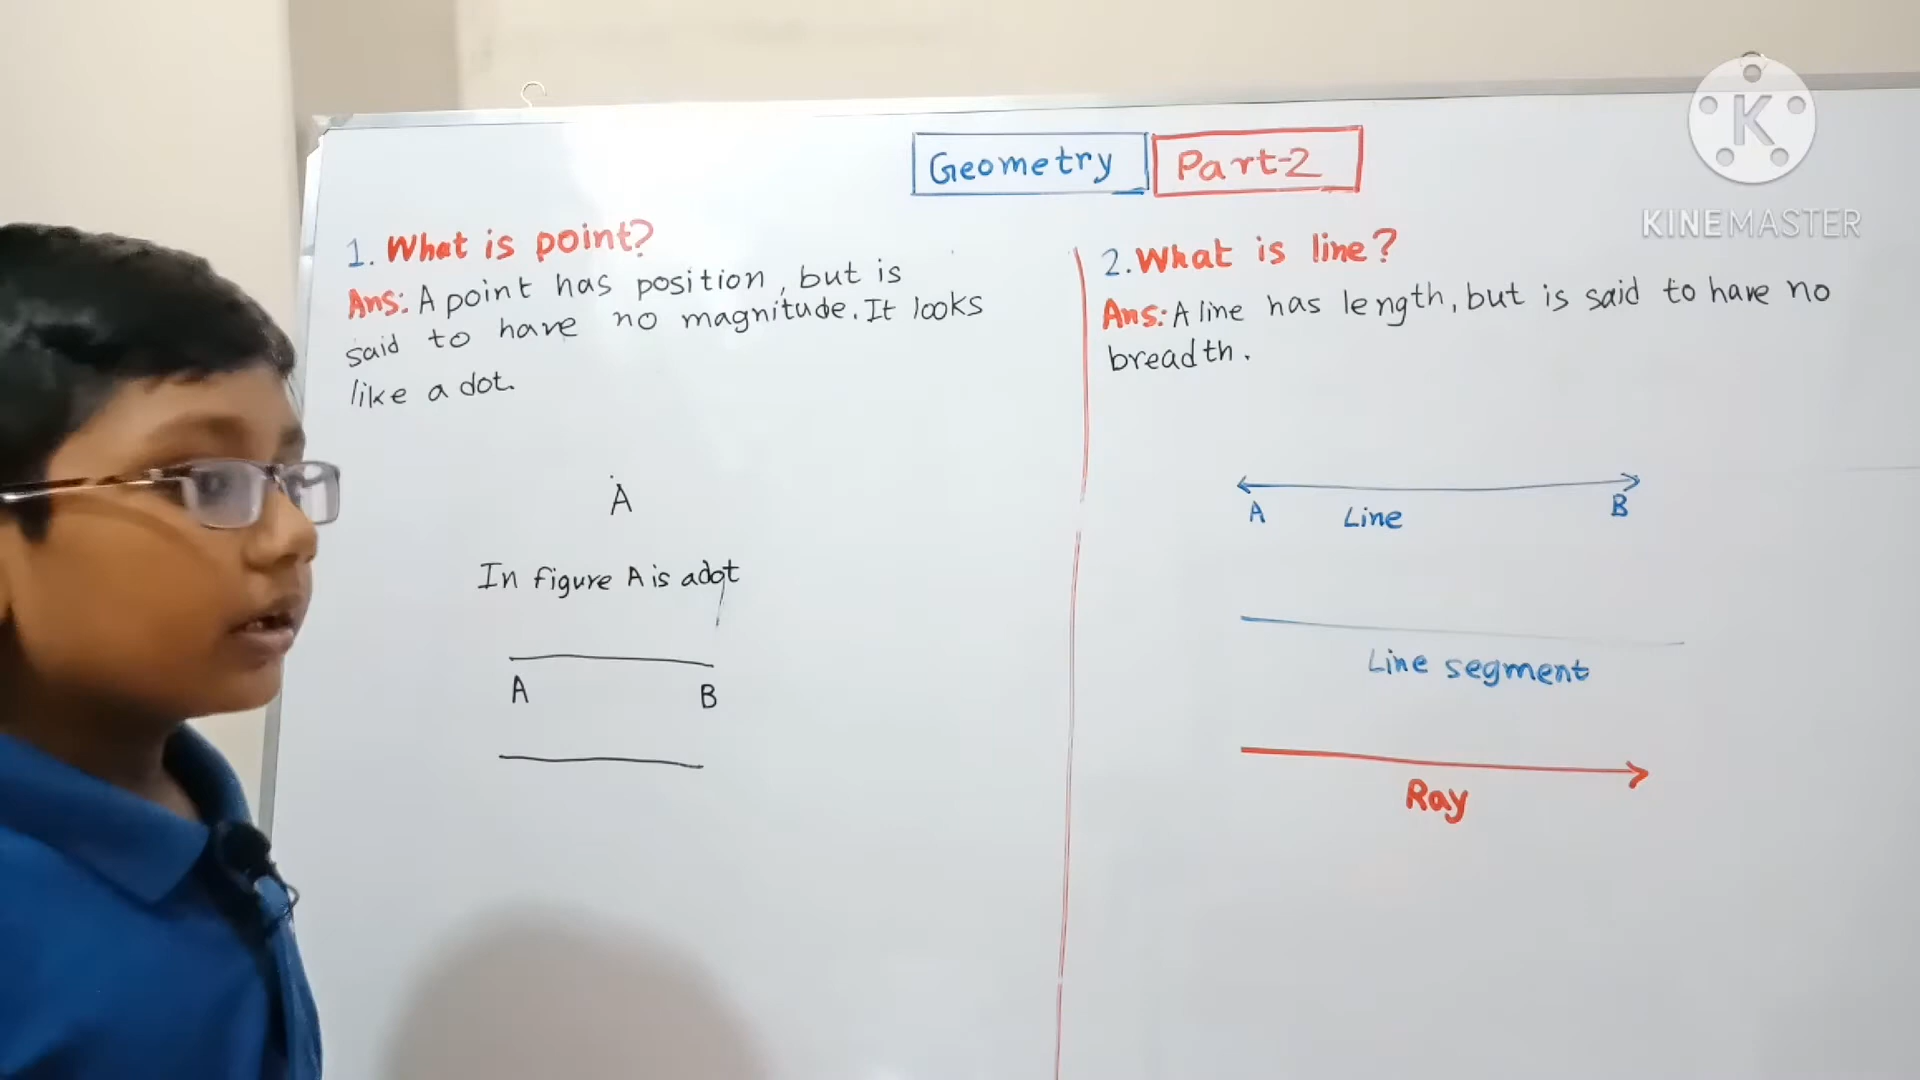 Geometry Part-2
1. What is point?
Ans: A point has position, but is
said to have no magnitude. It looks
like a dot.
A
In figure A is a dot
A B
2. What is line?
Ans: A line has length, but is said to have no
breadth.
A Line B
Line segment
Ray
K
KINEMASTER